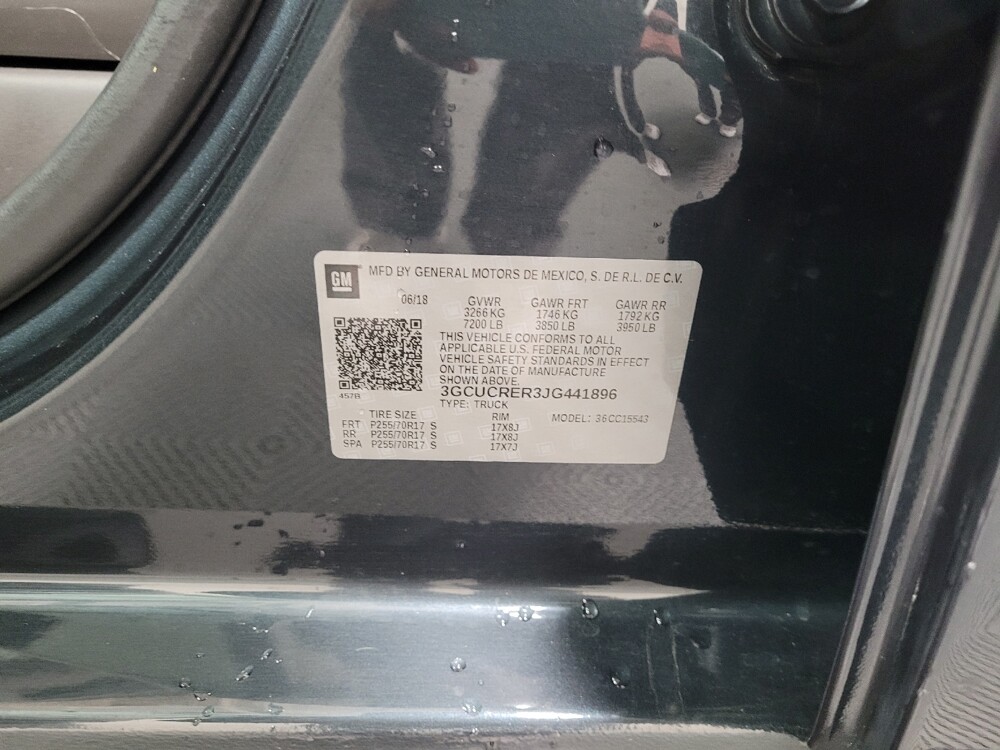 GM MFD BY GENERAL MOTORS DE MEXICO, S. DE R.L. DE C.V.
06/18 GVWR GAWR FRT GAWR RR
3266 KG 1746 KG 1792 KG
7200 LB 3850 LB 3950 LB
THIS VEHICLE CONFORMS TO ALL
APPLICABLE U.S. FEDERAL MOTOR
VEHICLE SAFETY STANDARDS IN EFFECT
ON THE DATE OF MANUFACTURE
SHOWN ABOVE.
457B 3GCUCRER3JG441896
TYPE: TRUCK
TIRE SIZE RIM MODEL: 36CC15543
FRT P255/70R17 S 17X8J
RR P255/70R17 S 17X8J
SPA P255/70R17 S 17X7J